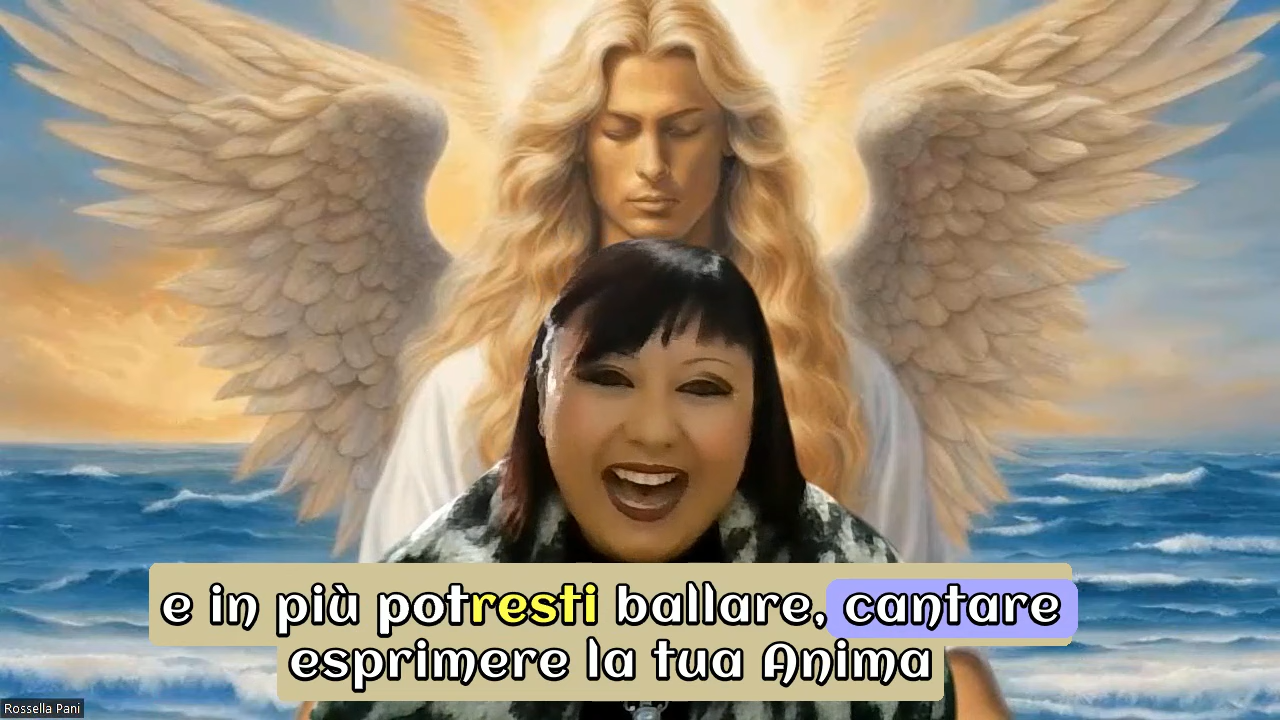 e in più potresti ballare, cantare
esprimere la tua Anima
Rossella Pani